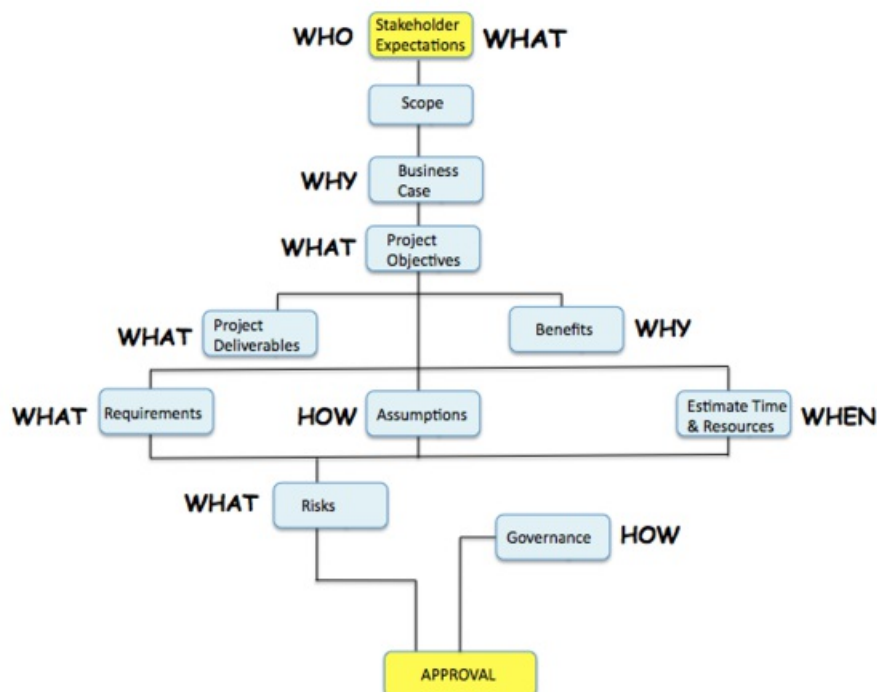 WHO
Stakeholder
Expectations
WHAT
Scope
WHY
Business
Case
WHAT
Project
Objectives
WHAT
Project
Deliverables
Benefits
WHY
WHAT
Requirements
HOW
Assumptions
Estimate Time
& Resources
WHEN
WHAT
Risks
Governance
HOW
APPROVAL